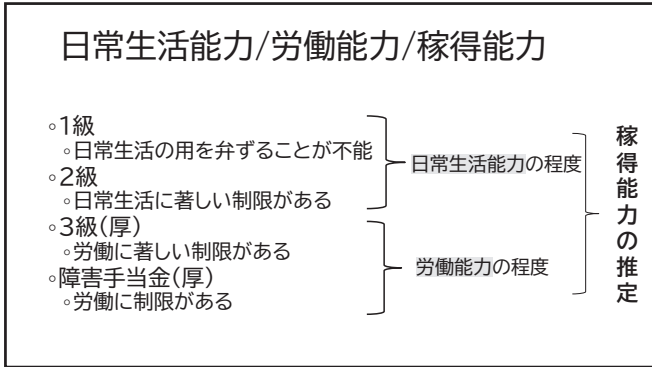 日常生活能力/労働能力/稼得能力
◦1級
◦日常生活の用を弁ずることが不能
◦2級
◦日常生活に著しい制限がある
◦3級(厚)
◦労働に著しい制限がある
◦障害手当金(厚)
◦労働に制限がある
日常生活能力の程度
労働能力の程度
稼得能力の推定